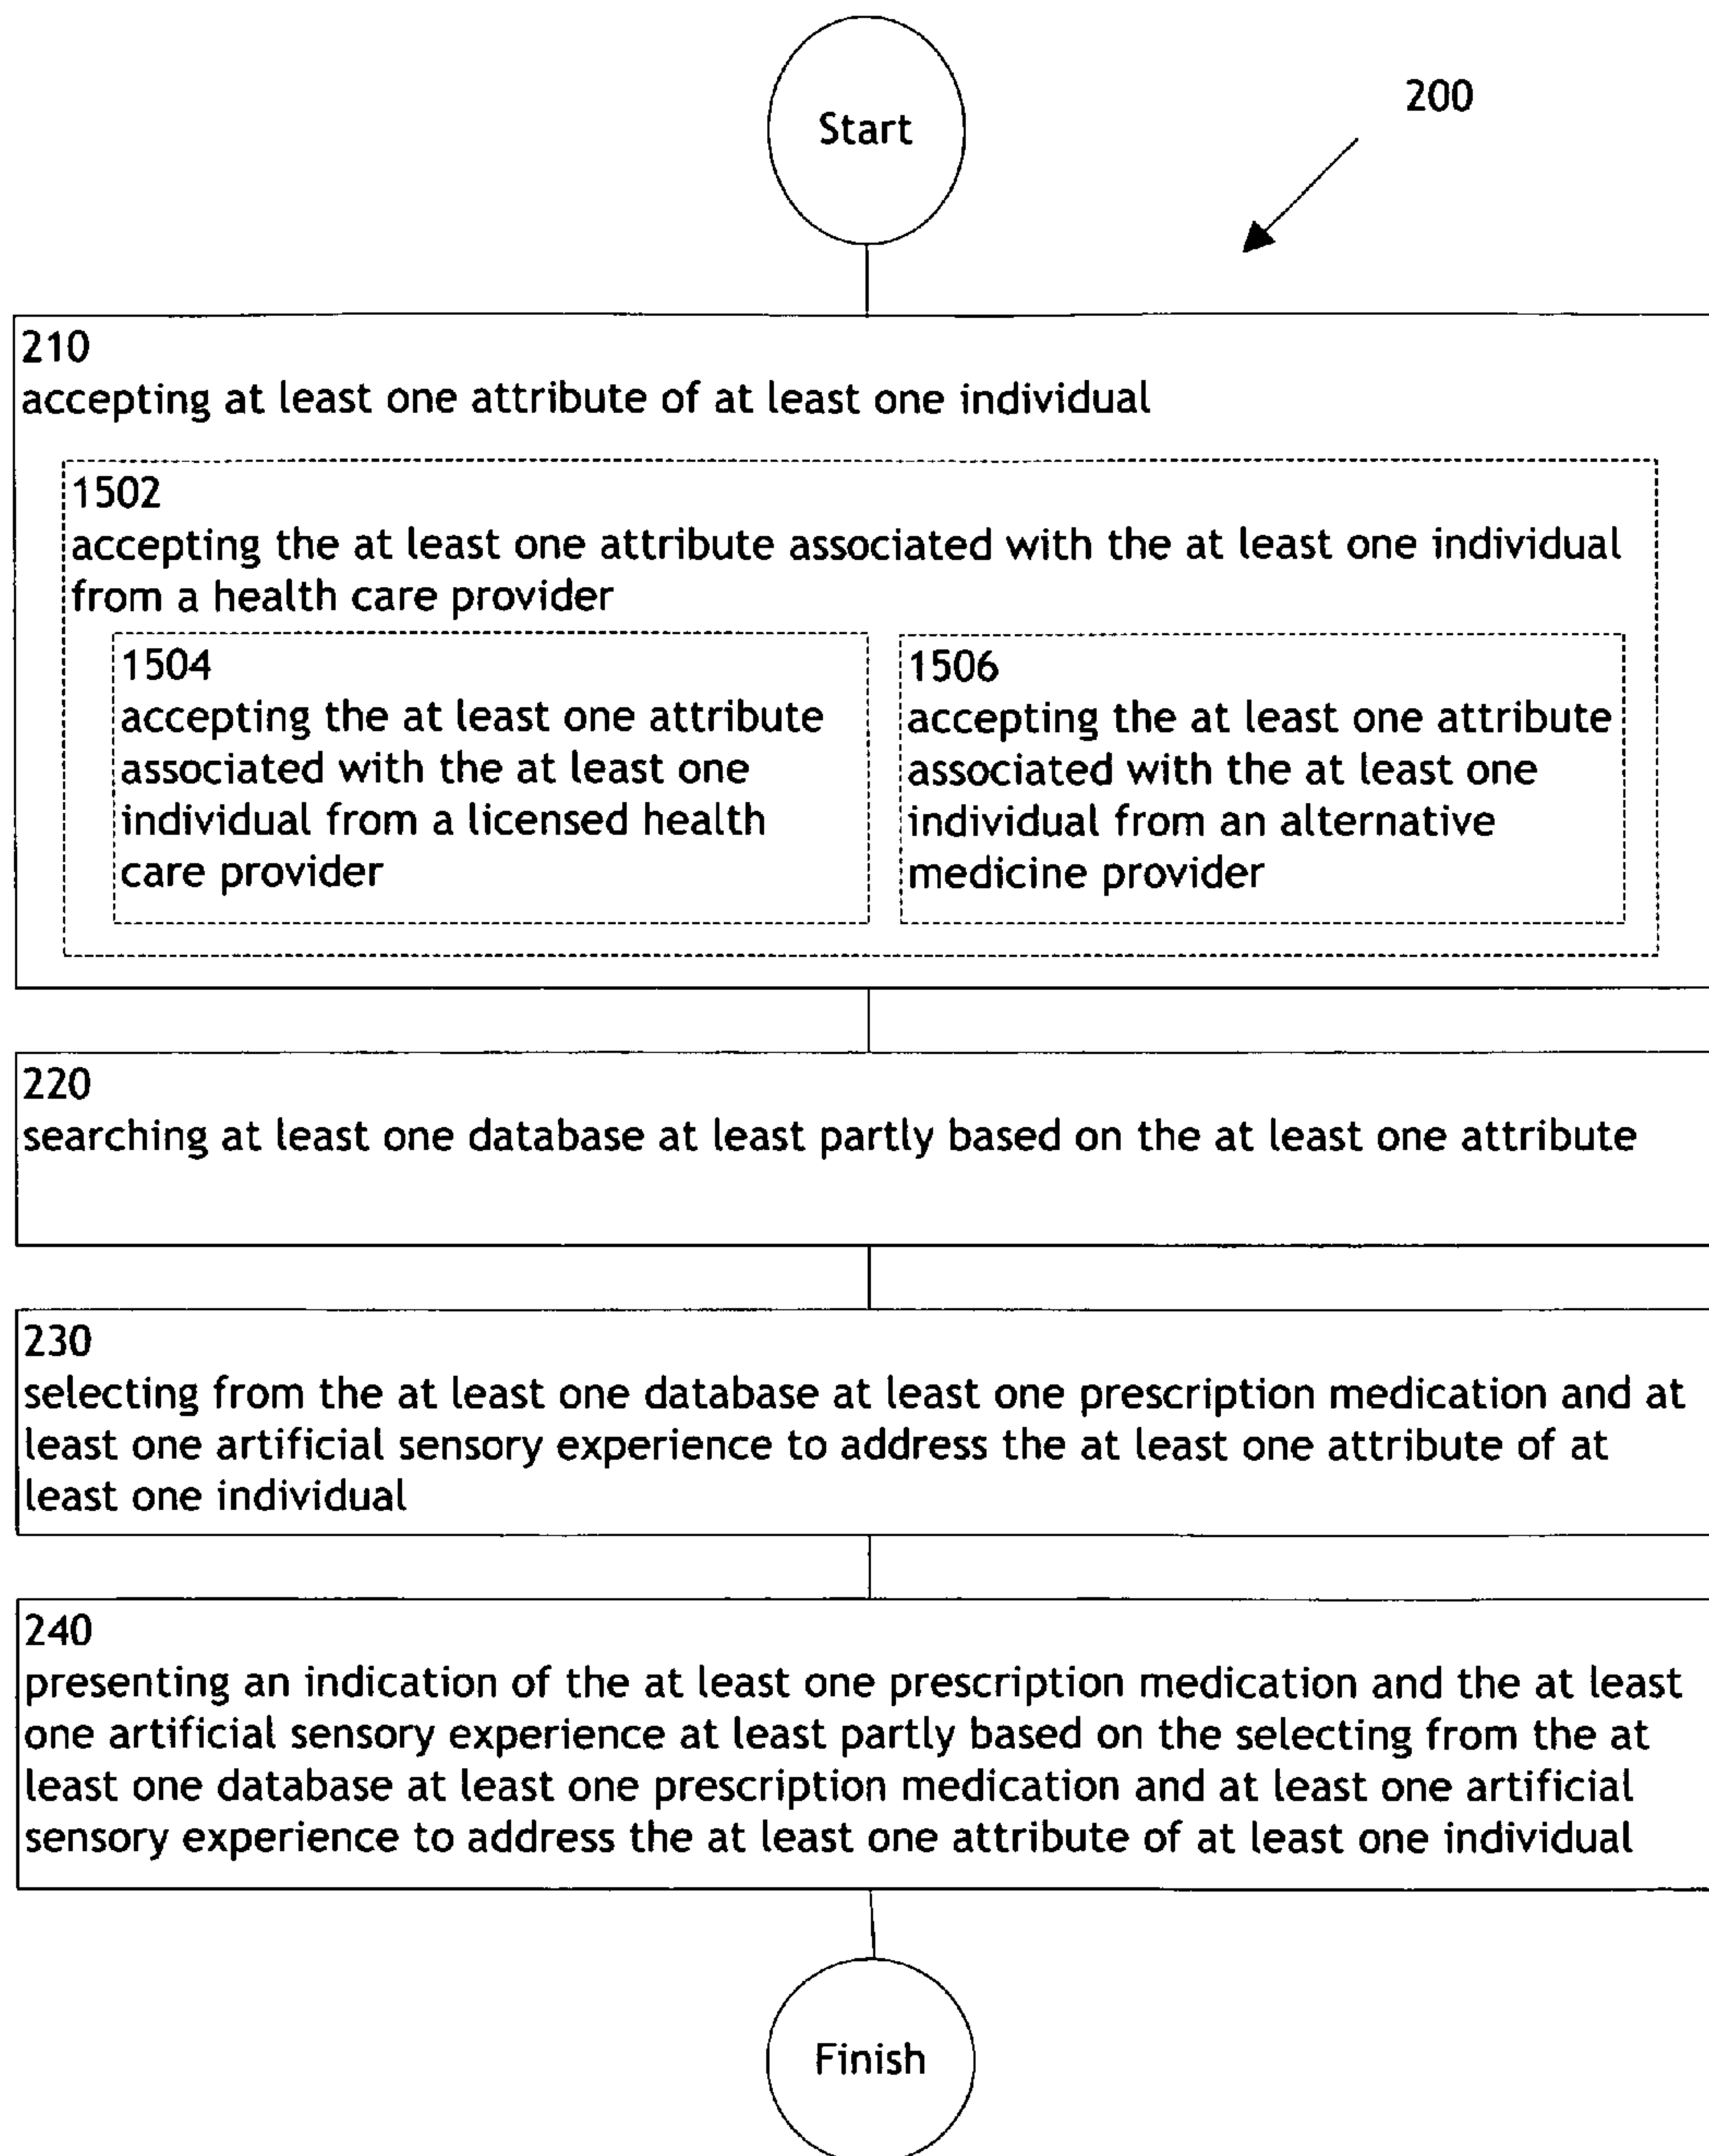 Start
200
210
accepting at least one attribute of at least one individual
1502
accepting the at least one attribute associated with the at least one individual
from a health care provider
1504
accepting the at least one attribute
associated with the at least one
individual from a licensed health
care provider
1506
accepting the at least one attribute
associated with the at least one
individual from an alternative
medicine provider
220
searching at least one database at least partly based on the at least one attribute
230
selecting from the at least one database at least one prescription medication and at
least one artificial sensory experience to address the at least one attribute of at
least one individual
240
presenting an indication of the at least one prescription medication and the at least
one artificial sensory experience at least partly based on the selecting from the at
least one database at least one prescription medication and at least one artificial
sensory experience to address the at least one attribute of at least one individual
Finish